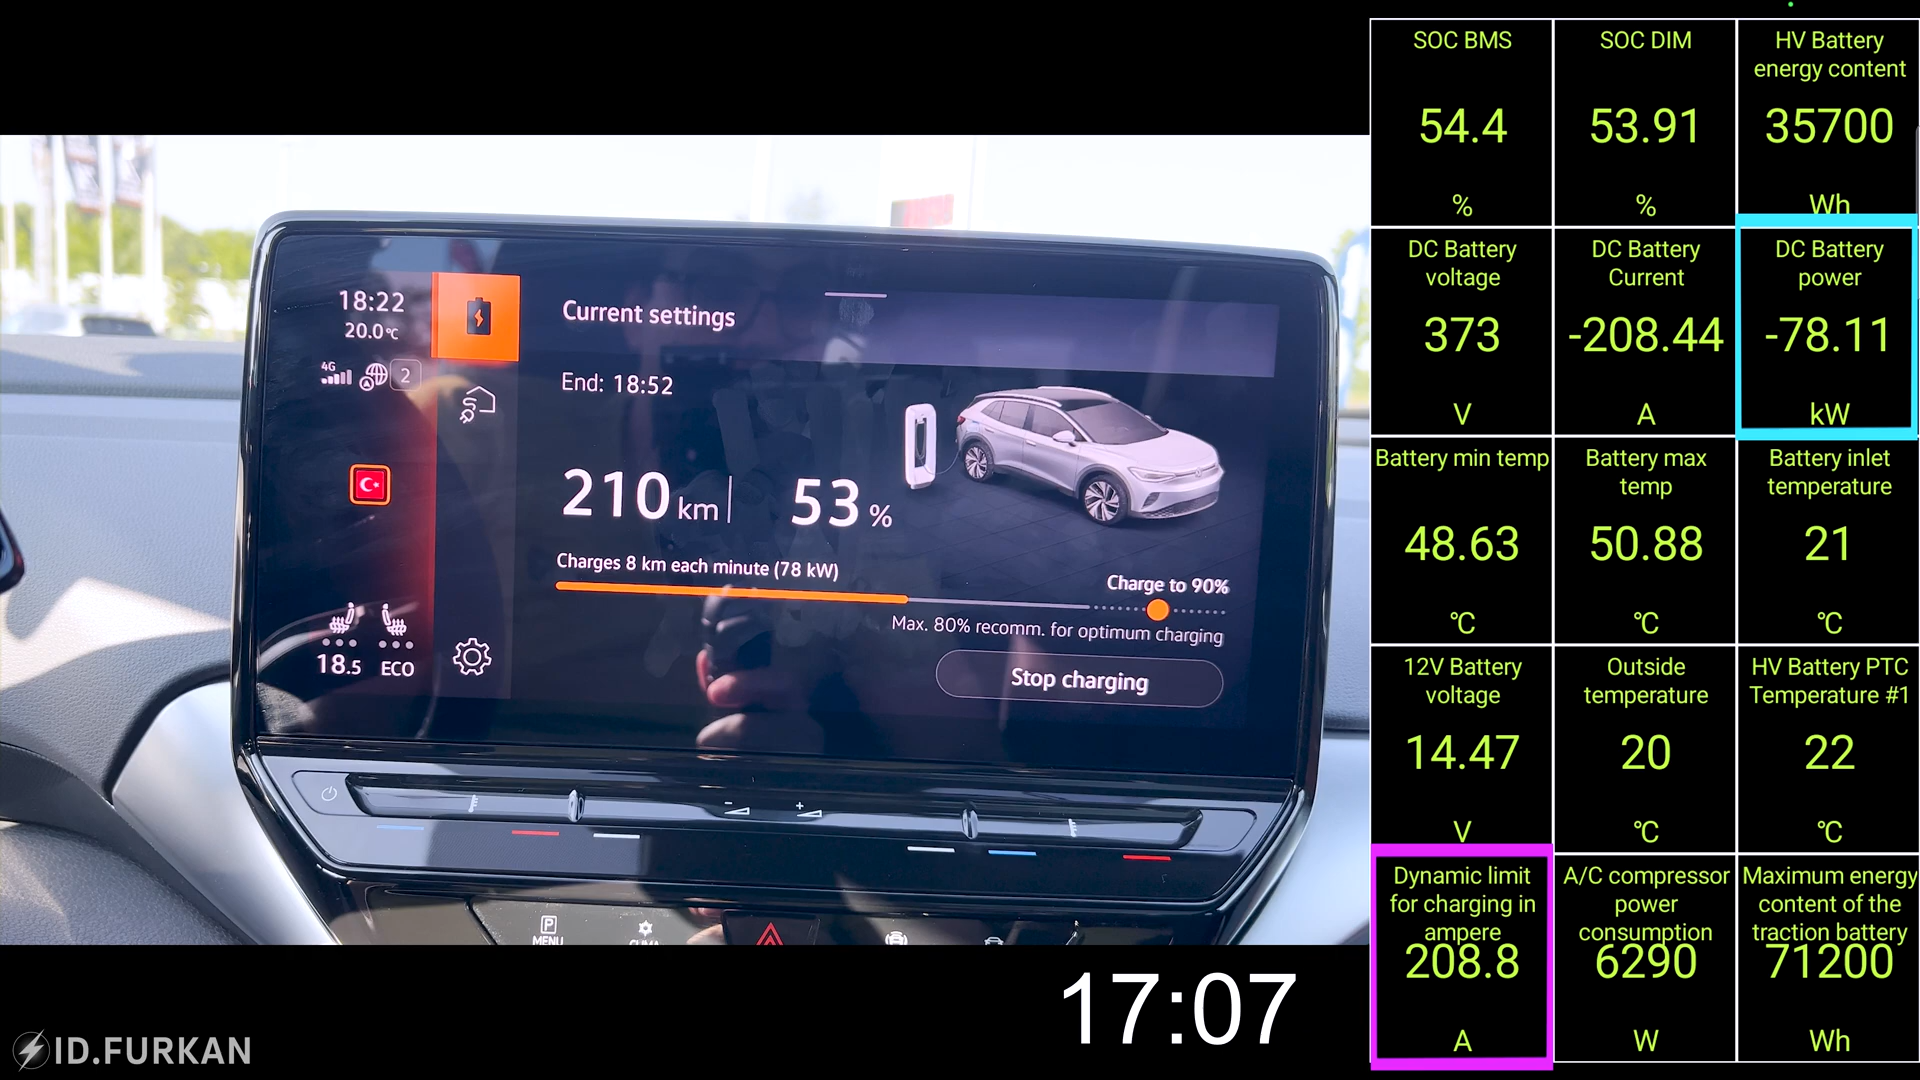 18:22
20.0°C
4G
2
Current settings
End: 18:52
210 km
53 %
Charges 8 km each minute (78 kW)
Charge to 90%
Max. 80% recomm. for optimum charging
Stop charging
18.5
ECO
P
MENU
17:07
ID.FURKAN
SOC BMS
54.4
%
SOC DIM
53.91
%
HV Battery
energy content
35700
Wh
DC Battery
voltage
373
V
DC Battery
Current
-208.44
A
DC Battery
power
-78.11
kW
Battery min temp
48.63
℃
Battery max
temp
50.88
℃
Battery inlet
temperature
21
℃
12V Battery
voltage
14.47
V
Outside
temperature
20
℃
HV Battery PTC
Temperature #1
22
℃
Dynamic limit
for charging in
ampere
208.8
A
A/C compressor
power
consumption
6290
W
Maximum energy
content of the
traction battery
71200
Wh